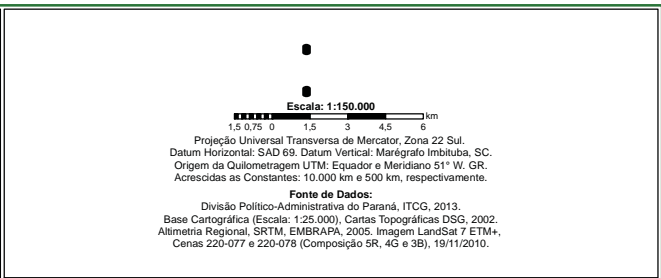 Escala: 1:150.000
1,5 0,75 0 1,5 3 4,5 6 km
Projeção Universal Transversa de Mercator, Zona 22 Sul.
Datum Horizontal: SAD 69. Datum Vertical: Marégrafo Imbituba, SC.
Origem da Quilometragem UTM: Equador e Meridiano 51° W. GR.
Acrescidas as Constantes: 10.000 km e 500 km, respectivamente.
Fonte de Dados:
Divisão Político-Administrativa do Paraná, ITCG, 2013.
Base Cartográfica (Escala: 1:25.000), Cartas Topográficas DSG, 2002.
Altimetria Regional, SRTM, EMBRAPA, 2005. Imagem LandSat 7 ETM+,
Cenas 220-077 e 220-078 (Composição 5R, 4G e 3B), 19/11/2010.